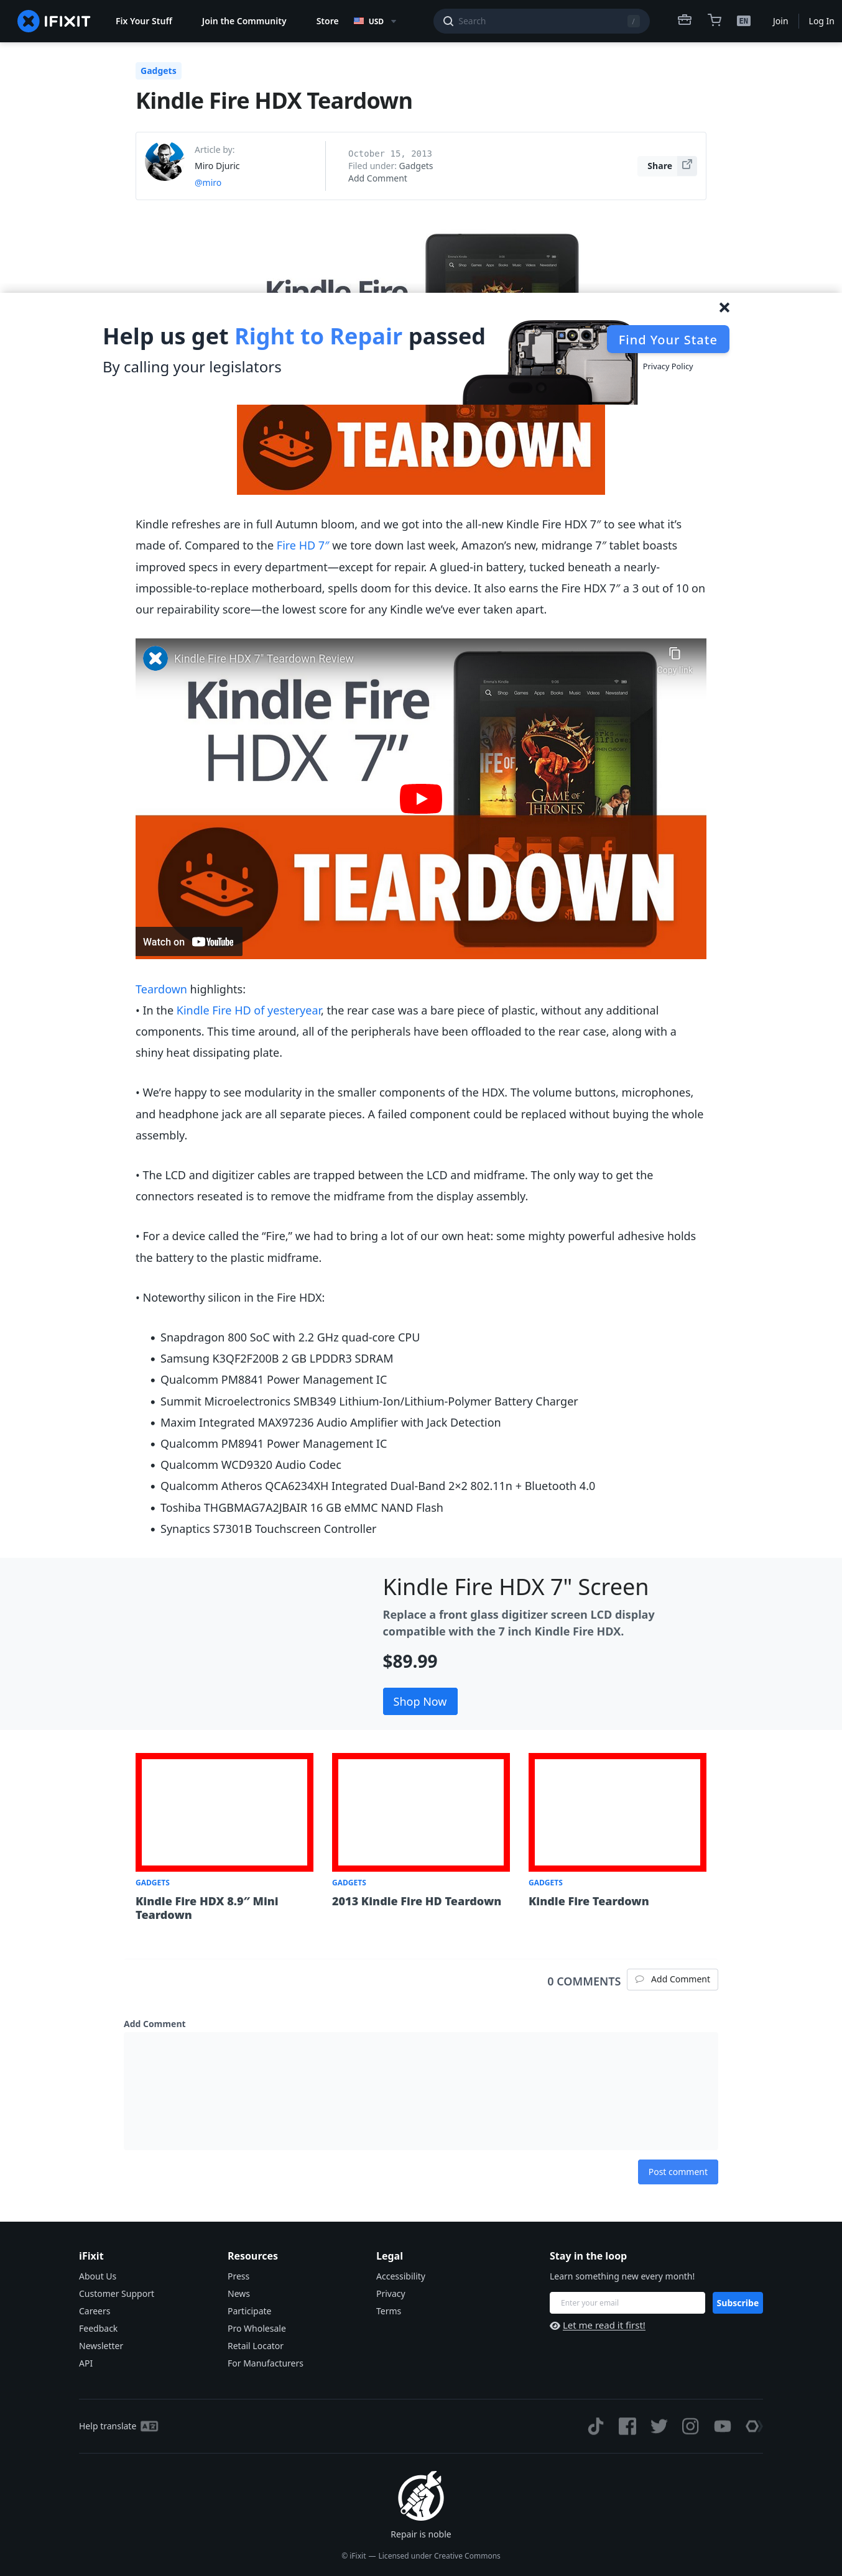 IFIXIT
Fix Your Stuff
Join the Community
Store
USD
Search
/
EN
Join
Log In
Gadgets
Kindle Fire HDX Teardown
Article by:
Miro Djuric
@miro
October 15, 2013
Filed under: Gadgets
Add Comment
Share
Kindle Fire
Help us get Right to Repair passed
By calling your legislators
Find Your State
Privacy Policy
TEARDOWN
Kindle refreshes are in full Autumn bloom, and we got into the all-new Kindle Fire HDX 7″ to see what it’s
made of. Compared to the Fire HD 7″ we tore down last week, Amazon’s new, midrange 7″ tablet boasts
improved specs in every department—except for repair. A glued-in battery, tucked beneath a nearly-
impossible-to-replace motherboard, spells doom for this device. It also earns the Fire HDX 7″ a 3 out of 10 on
our repairability score—the lowest score for any Kindle we’ve ever taken apart.
Kindle Fire HDX 7" Teardown Review
Copy link
Kindle Fire
HDX 7”
Shop Games Apps Books Music Videos Newsstand
LIFE OF
GAME OF
THRONES
TEARDOWN
Watch on YouTube
Teardown highlights:
• In the Kindle Fire HD of yesteryear, the rear case was a bare piece of plastic, without any additional
components. This time around, all of the peripherals have been offloaded to the rear case, along with a
shiny heat dissipating plate.
• We’re happy to see modularity in the smaller components of the HDX. The volume buttons, microphones,
and headphone jack are all separate pieces. A failed component could be replaced without buying the whole
assembly.
• The LCD and digitizer cables are trapped between the LCD and midframe. The only way to get the
connectors reseated is to remove the midframe from the display assembly.
• For a device called the “Fire,” we had to bring a lot of our own heat: some mighty powerful adhesive holds
the battery to the plastic midframe.
• Noteworthy silicon in the Fire HDX:
• Snapdragon 800 SoC with 2.2 GHz quad-core CPU
• Samsung K3QF2F200B 2 GB LPDDR3 SDRAM
• Qualcomm PM8841 Power Management IC
• Summit Microelectronics SMB349 Lithium-Ion/Lithium-Polymer Battery Charger
• Maxim Integrated MAX97236 Audio Amplifier with Jack Detection
• Qualcomm PM8941 Power Management IC
• Qualcomm WCD9320 Audio Codec
• Qualcomm Atheros QCA6234XH Integrated Dual-Band 2×2 802.11n + Bluetooth 4.0
• Toshiba THGBMAG7A2JBAIR 16 GB eMMC NAND Flash
• Synaptics S7301B Touchscreen Controller
Kindle Fire HDX 7" Screen
Replace a front glass digitizer screen LCD display
compatible with the 7 inch Kindle Fire HDX.
$89.99
Shop Now
GADGETS
Kindle Fire HDX 8.9″ Mini
Teardown
GADGETS
2013 Kindle Fire HD Teardown
GADGETS
Kindle Fire Teardown
0 COMMENTS
Add Comment
Add Comment
Post comment
iFixit
About Us
Customer Support
Careers
Feedback
Newsletter
API
Resources
Press
News
Participate
Pro Wholesale
Retail Locator
For Manufacturers
Legal
Accessibility
Privacy
Terms
Stay in the loop
Learn something new every month!
Enter your email
Subscribe
Let me read it first!
Help translate
Repair is noble
© iFixit — Licensed under Creative Commons